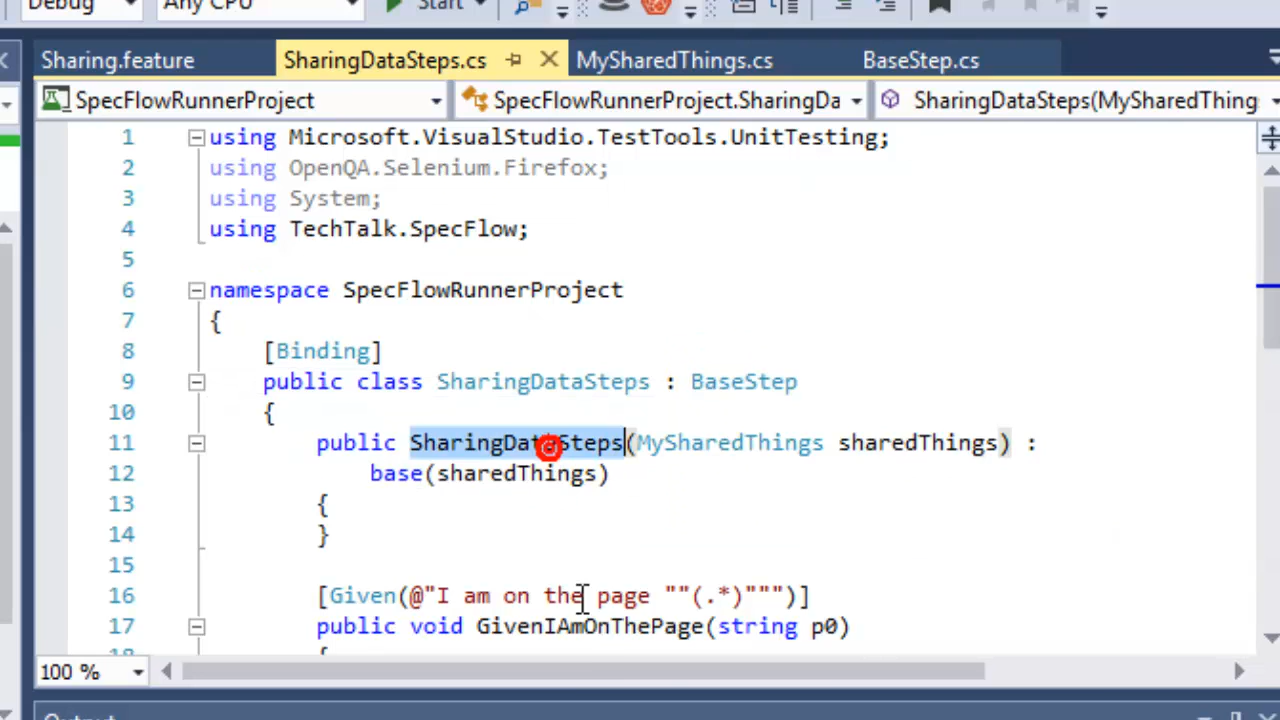 Debug Any CPU Start
Sharing.feature SharingDataSteps.cs MySharedThings.cs BaseStep.cs
SpecFlowRunnerProject SpecFlowRunnerProject.SharingDa SharingDataSteps(MySharedThing
1 using Microsoft.VisualStudio.TestTools.UnitTesting;
2 using OpenQA.Selenium.Firefox;
3 using System;
4 using TechTalk.SpecFlow;
5
6 namespace SpecFlowRunnerProject
7 {
8 [Binding]
9 public class SharingDataSteps : BaseStep
10 {
11 public SharingDataSteps(MySharedThings sharedThings) :
12 base(sharedThings)
13 {
14 }
15
16 [Given(@"I am on the page ""(.*)""")]
17 public void GivenIAmOnThePage(string p0)
18 {
100 %
Output